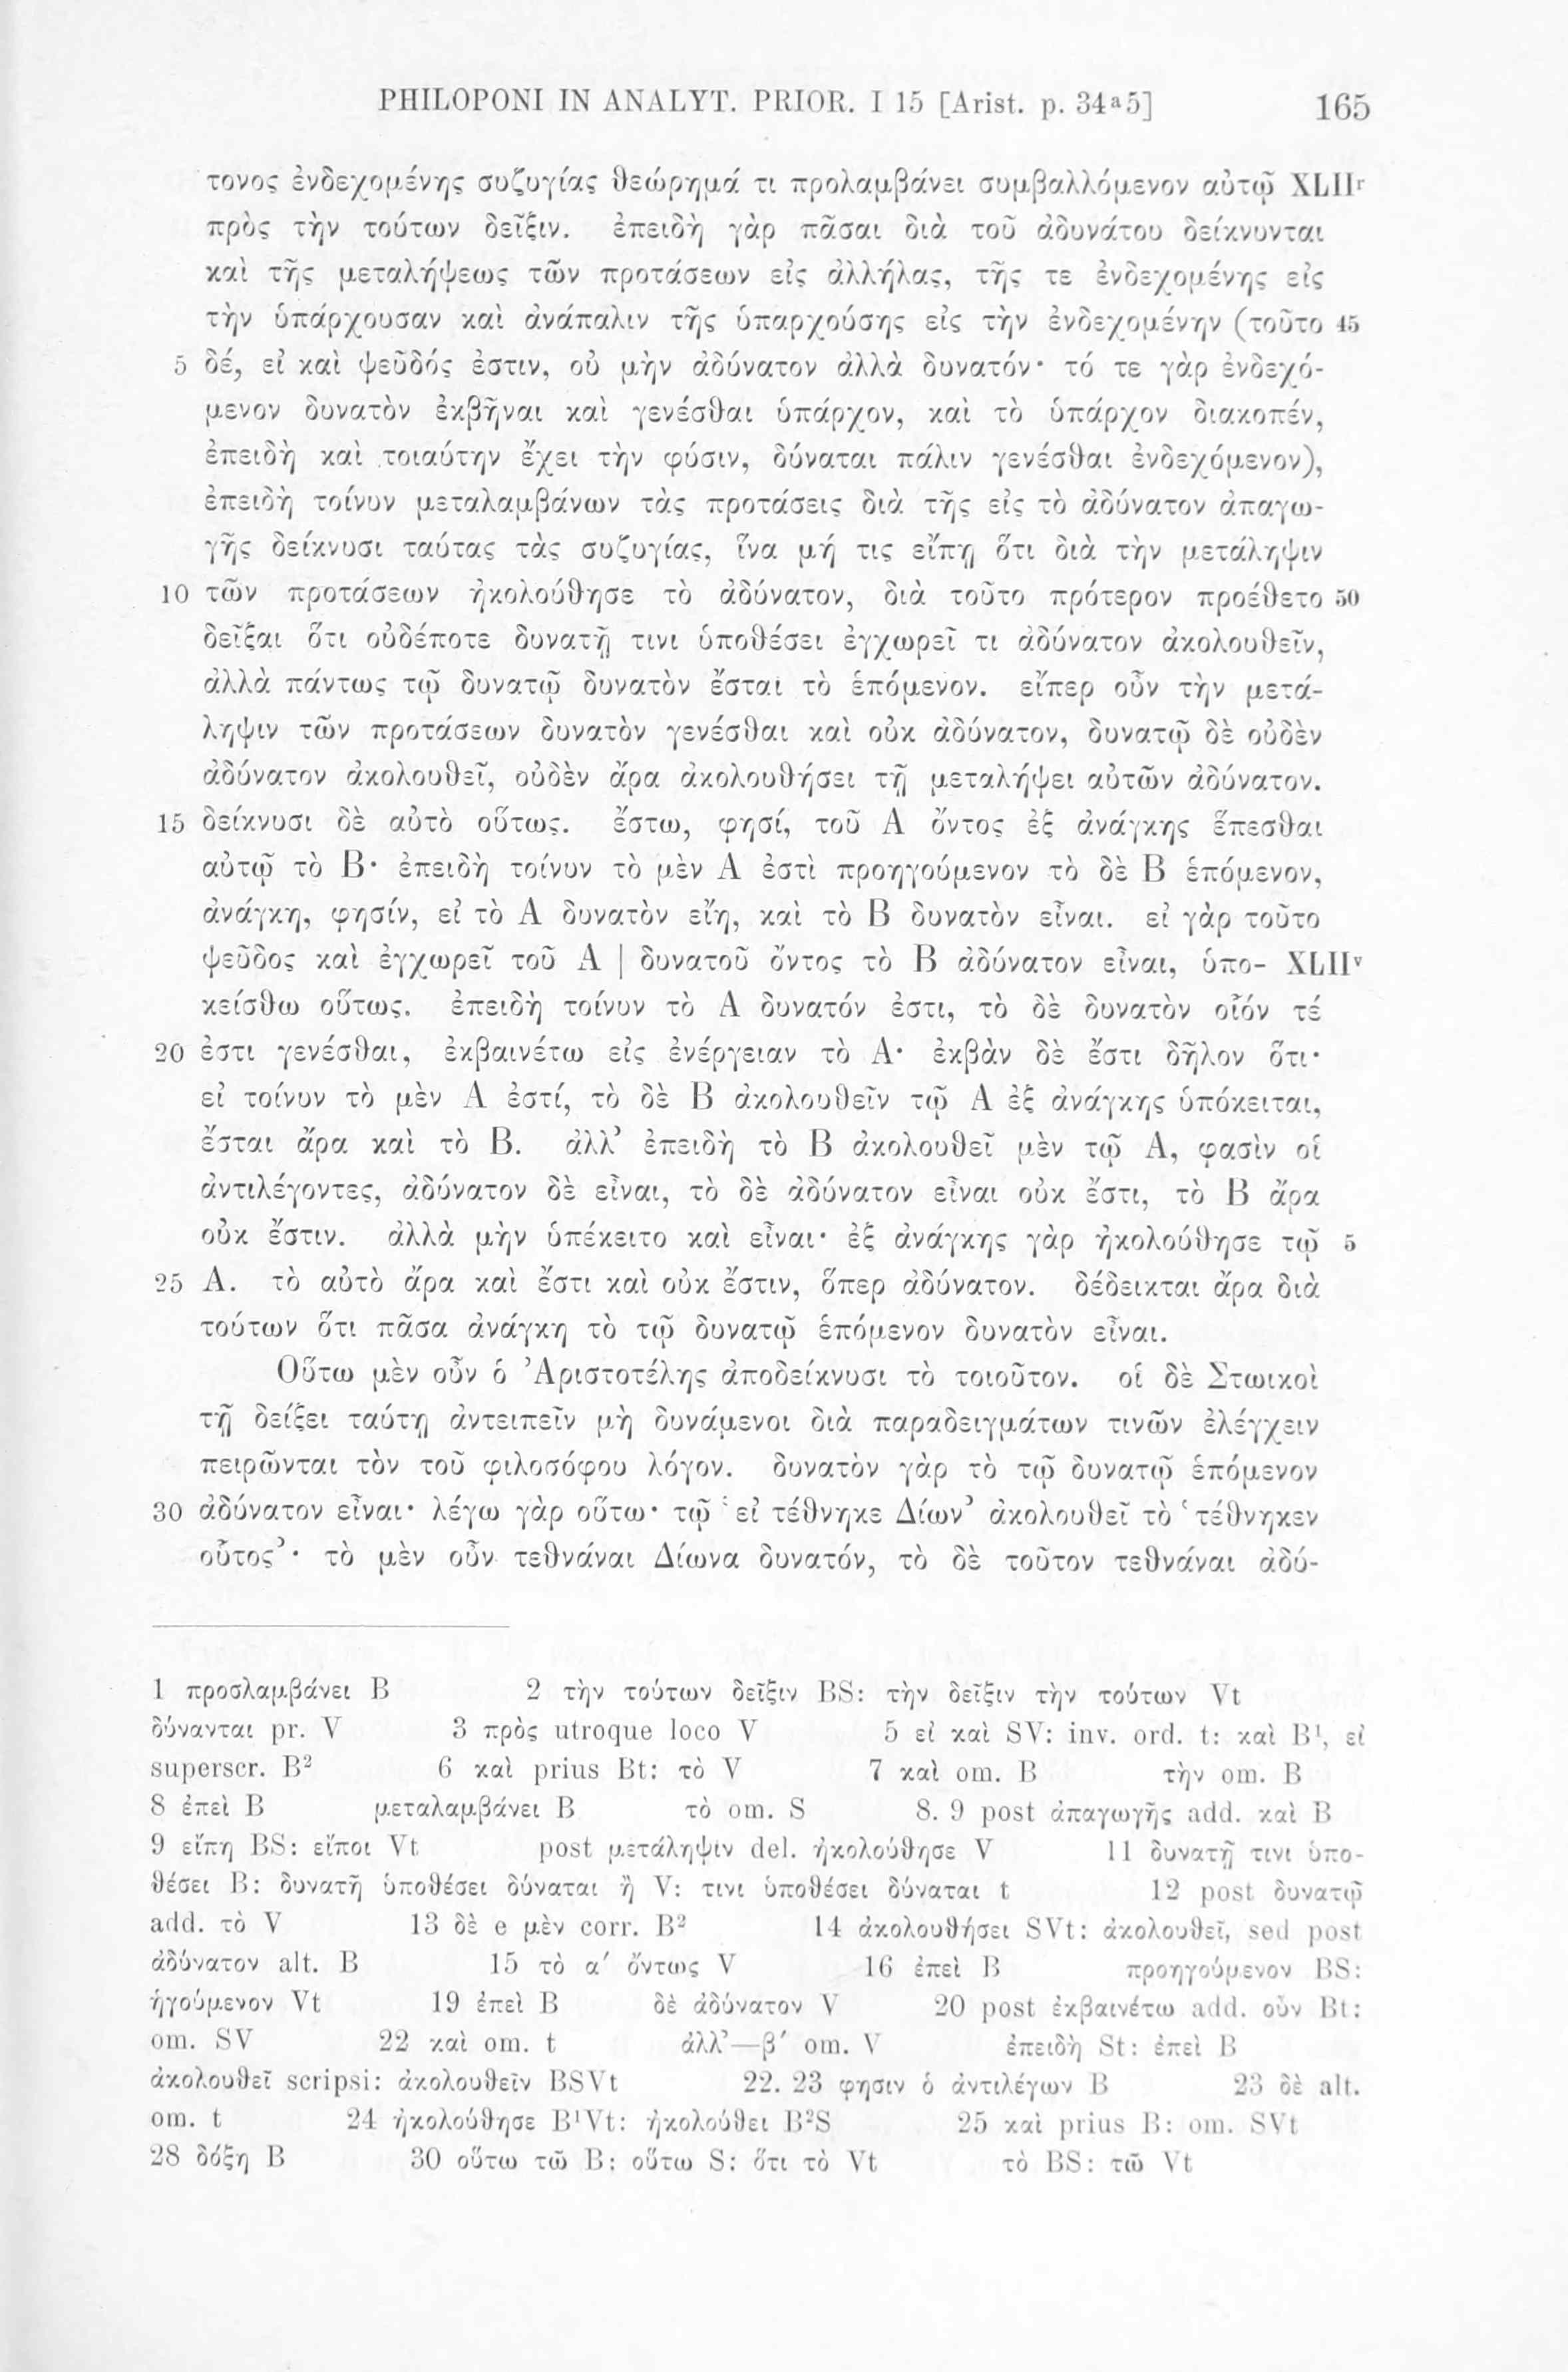 PHILOPONI IN ANALYT. PRIOR. I 15 [Arist. p. 34ᵃ5] 165
τονος ἐνδεχομένης συζυγίας θεώρημά τι προλαμβάνει συμβαλλόμενον αὐτῷ XLIIʳ
πρὸς τὴν τούτων δεῖξιν. ἐπειδὴ γὰρ πᾶσαι διὰ τοῦ ἀδυνάτου δείκνυνται
καὶ τῆς μεταλήψεως τῶν προτάσεων εἰς ἀλλήλας, τῆς τε ἐνδεχομένης εἰς
τὴν ὑπάρχουσαν καὶ ἀνάπαλιν τῆς ὑπαρχούσης εἰς τὴν ἐνδεχομένην (τοῦτο 45
5 δέ, εἰ καὶ ψεῦδός ἐστιν, οὐ μὴν ἀδύνατον ἀλλὰ δυνατόν· τό τε γὰρ ἐνδεχό-
μενον δυνατὸν ἐκβῆναι καὶ γενέσθαι ὑπάρχον, καὶ τὸ ὑπάρχον διακοπέν,
ἐπειδὴ καὶ τοιαύτην ἔχει τὴν φύσιν, δύναται πάλιν γενέσθαι ἐνδεχόμενον),
ἐπειδὴ τοίνυν μεταλαμβάνων τὰς προτάσεις διὰ τῆς εἰς τὸ ἀδύνατον ἀπαγω-
γῆς δείκνυσι ταύτας τὰς συζυγίας, ἵνα μή τις εἴπῃ ὅτι διὰ τὴν μετάληψιν
10 τῶν προτάσεων ἠκολούθησε τὸ ἀδύνατον, διὰ τοῦτο πρότερον προέθετο 50
δεῖξαι ὅτι οὐδέποτε δυνατῇ τινι ὑποθέσει ἐγχωρεῖ τι ἀδύνατον ἀκολουθεῖν,
ἀλλὰ πάντως τῷ δυνατῷ δυνατὸν ἔσται τὸ ἑπόμενον. εἴπερ οὖν τὴν μετά-
ληψιν τῶν προτάσεων δυνατὸν γενέσθαι καὶ οὐκ ἀδύνατον, δυνατῷ δὲ οὐδὲν
ἀδύνατον ἀκολουθεῖ, οὐδὲν ἄρα ἀκολουθήσει τῇ μεταλήψει αὐτῶν ἀδύνατον.
15 δείκνυσι δὲ αὐτὸ οὕτως. ἔστω, φησί, τοῦ Α ὄντος ἐξ ἀνάγκης ἕπεσθαι
αὐτῷ τὸ Β· ἐπειδὴ τοίνυν τὸ μὲν Α ἐστὶ προηγούμενον τὸ δὲ Β ἑπόμενον,
ἀνάγκη, φησίν, εἰ τὸ Α δυνατὸν εἴη, καὶ τὸ Β δυνατὸν εἶναι. εἰ γὰρ τοῦτο
ψεῦδος καὶ ἐγχωρεῖ τοῦ Α | δυνατοῦ ὄντος τὸ Β ἀδύνατον εἶναι, ὑπο- XLIIᵛ
κείσθω οὕτως. ἐπειδὴ τοίνυν τὸ Α δυνατόν ἐστι, τὸ δὲ δυνατὸν οἷόν τέ
20 ἐστι γενέσθαι, ἐκβαινέτω εἰς ἐνέργειαν τὸ Α· ἐκβὰν δὲ ἔστι δῆλον ὅτι·
εἰ τοίνυν τὸ μὲν Α ἐστί, τὸ δὲ Β ἀκολουθεῖν τῷ Α ἐξ ἀνάγκης ὑπόκειται,
ἔσται ἄρα καὶ τὸ Β. ἀλλ’ ἐπειδὴ τὸ Β ἀκολουθεῖ μὲν τῷ Α, φασὶν οἱ
ἀντιλέγοντες, ἀδύνατον δὲ εἶναι, τὸ δὲ ἀδύνατον εἶναι οὐκ ἔστι, τὸ Β ἄρα
οὐκ ἔστιν. ἀλλὰ μὴν ὑπέκειτο καὶ εἶναι· ἐξ ἀνάγκης γὰρ ἠκολούθησε τῷ 5
25 Α. τὸ αὐτὸ ἄρα καὶ ἔστι καὶ οὐκ ἔστιν, ὅπερ ἀδύνατον. δέδεικται ἄρα διὰ
τούτων ὅτι πᾶσα ἀνάγκη τὸ τῷ δυνατῷ ἑπόμενον δυνατὸν εἶναι.
Οὕτω μὲν οὖν ὁ Ἀριστοτέλης ἀποδείκνυσι τὸ τοιοῦτον. οἱ δὲ Στωικοὶ
τῇ δείξει ταύτῃ ἀντειπεῖν μὴ δυνάμενοι διὰ παραδειγμάτων τινῶν ἐλέγχειν
πειρῶνται τὸν τοῦ φιλοσόφου λόγον. δυνατὸν γὰρ τὸ τῷ δυνατῷ ἑπόμενον
30 ἀδύνατον εἶναι· λέγω γὰρ οὕτω· τῷ ‘εἰ τέθνηκε Δίων’ ἀκολουθεῖ τὸ ‘τέθνηκεν
οὗτος’· τὸ μὲν οὖν τεθνάναι Δίωνα δυνατόν, τὸ δὲ τοῦτον τεθνάναι ἀδύ-
1 προσλαμβάνει B 2 τὴν τούτων δεῖξιν BS: τὴν δεῖξιν τὴν τούτων Vt
δύνανται pr. V 3 πρὸς utroque loco V 5 εἰ καὶ SV: inv. ord. t: καὶ B¹, εἰ
superscr. B² 6 καὶ prius Bt: τὸ V 7 καὶ om. B τὴν om. B
8 ἐπεὶ B μεταλαμβάνει B τὸ om. S 8. 9 post ἀπαγωγῆς add. καὶ B
9 εἴπη BS: εἴποι Vt post μετάληψιν del. ἠκολούθησε V 11 δυνατῇ τινι ὑπο-
θέσει B: δυνατῆ ὑποθέσει δύναται ἢ V: τινι ὑποθέσει δύναται t 12 post δυνατῷ
add. τὸ V 13 δὲ e μὲν corr. B² 14 ἀκολουθήσει SVt: ἀκολουθεῖ, sed post
ἀδύνατον alt. B 15 τὸ α′ ὄντως V 16 ἐπεὶ B προηγούμενον BS:
ἡγούμενον Vt 19 ἐπεὶ B δὲ ἀδύνατον V 20 post ἐκβαινέτω add. οὖν Bt:
om. SV 22 καὶ om. t ἀλλ’—β′ om. V ἐπειδὴ St: ἐπεὶ B
ἀκολουθεῖ scripsi: ἀκολουθεῖν BSVt 22. 23 φησιν ὁ ἀντιλέγων B 23 δὲ alt.
om. t 24 ἠκολούθησε B¹Vt: ἠκολούθει B²S 25 καὶ prius B: om. SVt
28 δόξη B 30 οὕτω τῶ B: οὕτω S: ὅτι τὸ Vt τὸ BS: τῶ Vt